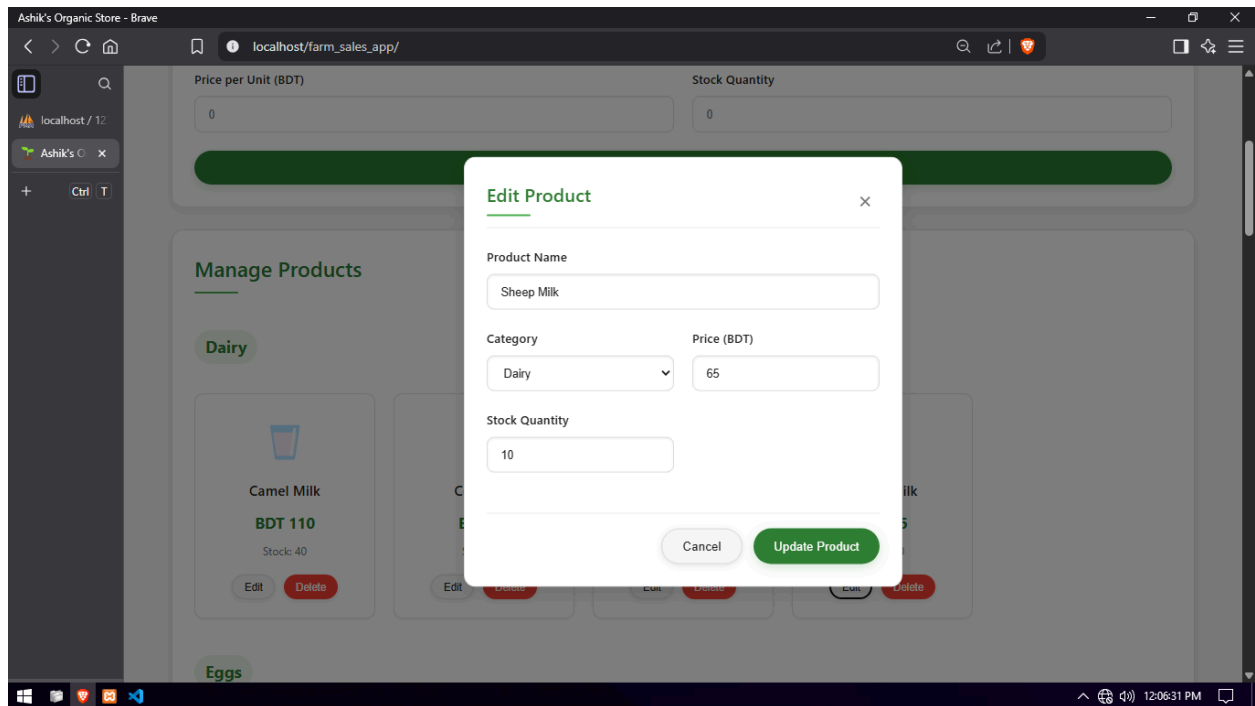 Ashik's Organic Store - Brave
localhost/farm_sales_app/
localhost / 12
Ashik's O
Ctrl T
Price per Unit (BDT) Stock Quantity
0 0
Edit Product
Product Name
Sheep Milk
Category Price (BDT)
Dairy 65
Stock Quantity
10
Cancel Update Product
Manage Products
Dairy
Camel Milk
BDT 110
Stock: 40
Edit Delete
Edit Delete
Edit Delete
Edit Delete
Eggs
12:06:31 PM